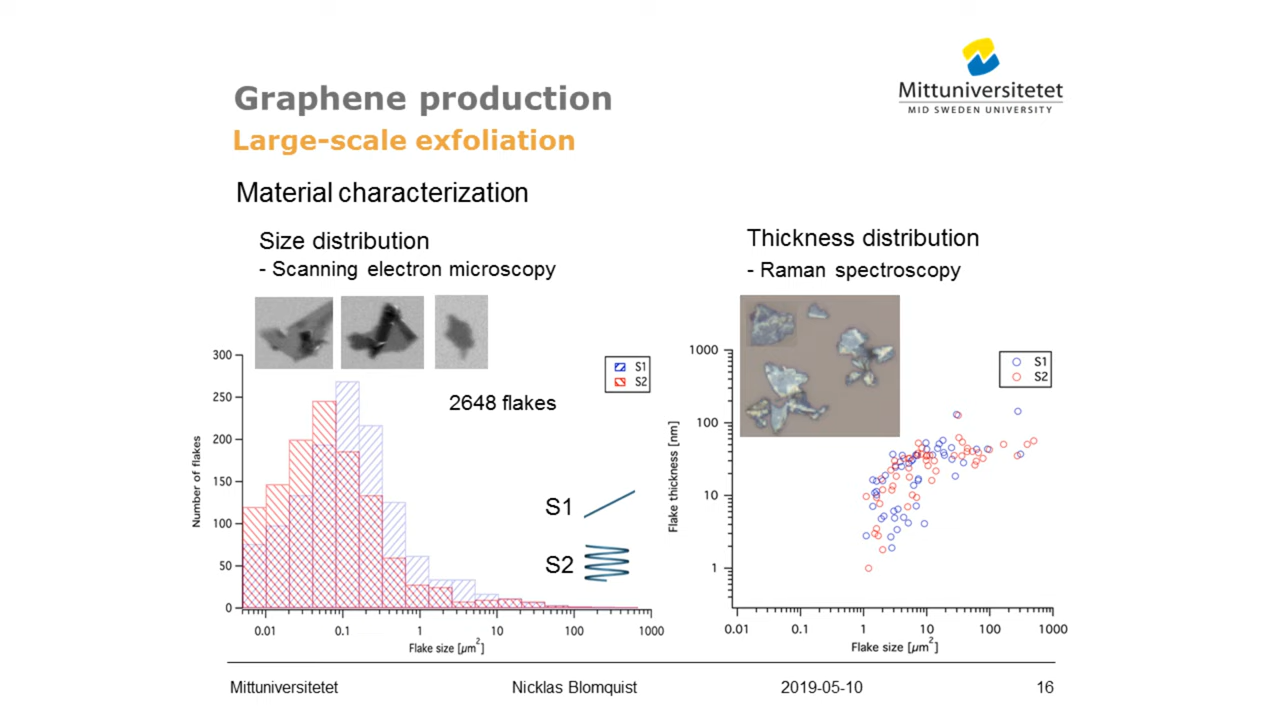 Mittuniversitetet
MID SWEDEN UNIVERSITY
Graphene production
Large-scale exfoliation
Material characterization
Size distribution
- Scanning electron microscopy
300
250
200
150
100
50
0
Number of flakes
S1
S2
2648 flakes
S1
S2
0.01 0.1 1 10 100 1000
Flake size [µm²]
Thickness distribution
- Raman spectroscopy
1000
100
10
1
Flake thickness [nm]
S1
S2
0.01 0.1 1 10 100 1000
Flake size [µm²]
Mittuniversitetet Nicklas Blomquist 2019-05-10 16